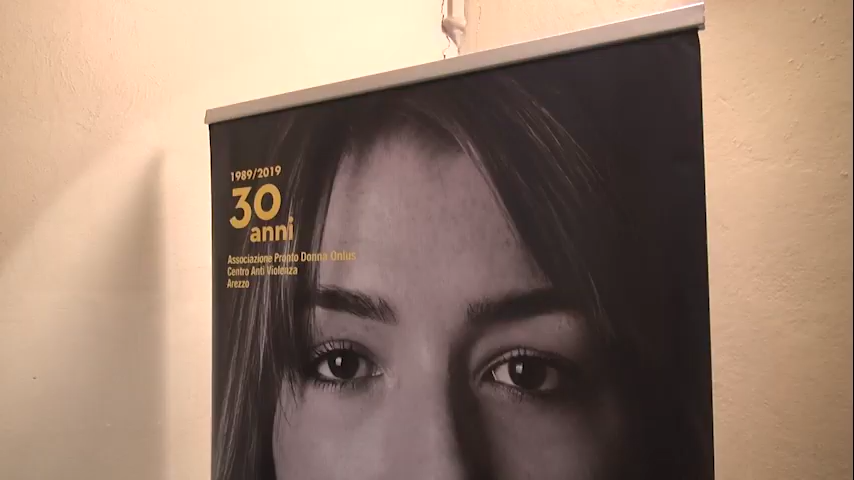 1989/2019
30
anni
Associazione Pronto Donna Onlus
Centro Anti Violenza
Arezzo